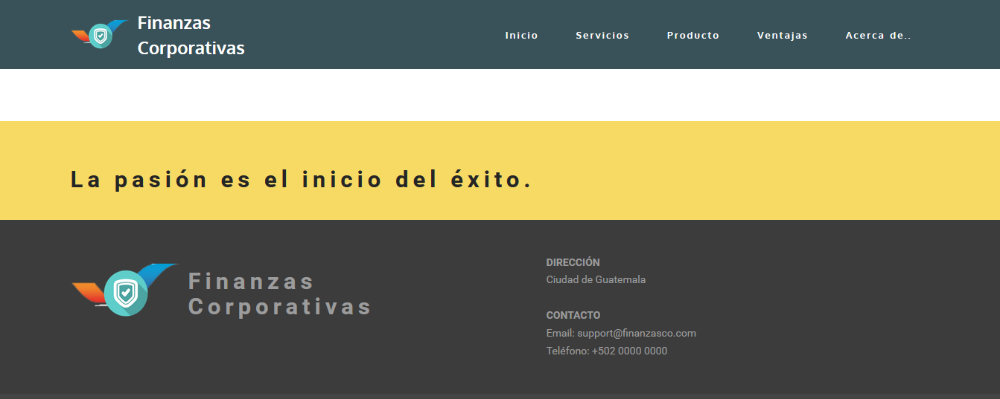 Finanzas
Corporativas
Inicio Servicios Producto Ventajas Acerca de..
La pasión es el inicio del éxito.
Finanzas
Corporativas
DIRECCIÓN
Ciudad de Guatemala
CONTACTO
Email: support@finanzasco.com
Teléfono: +502 0000 0000